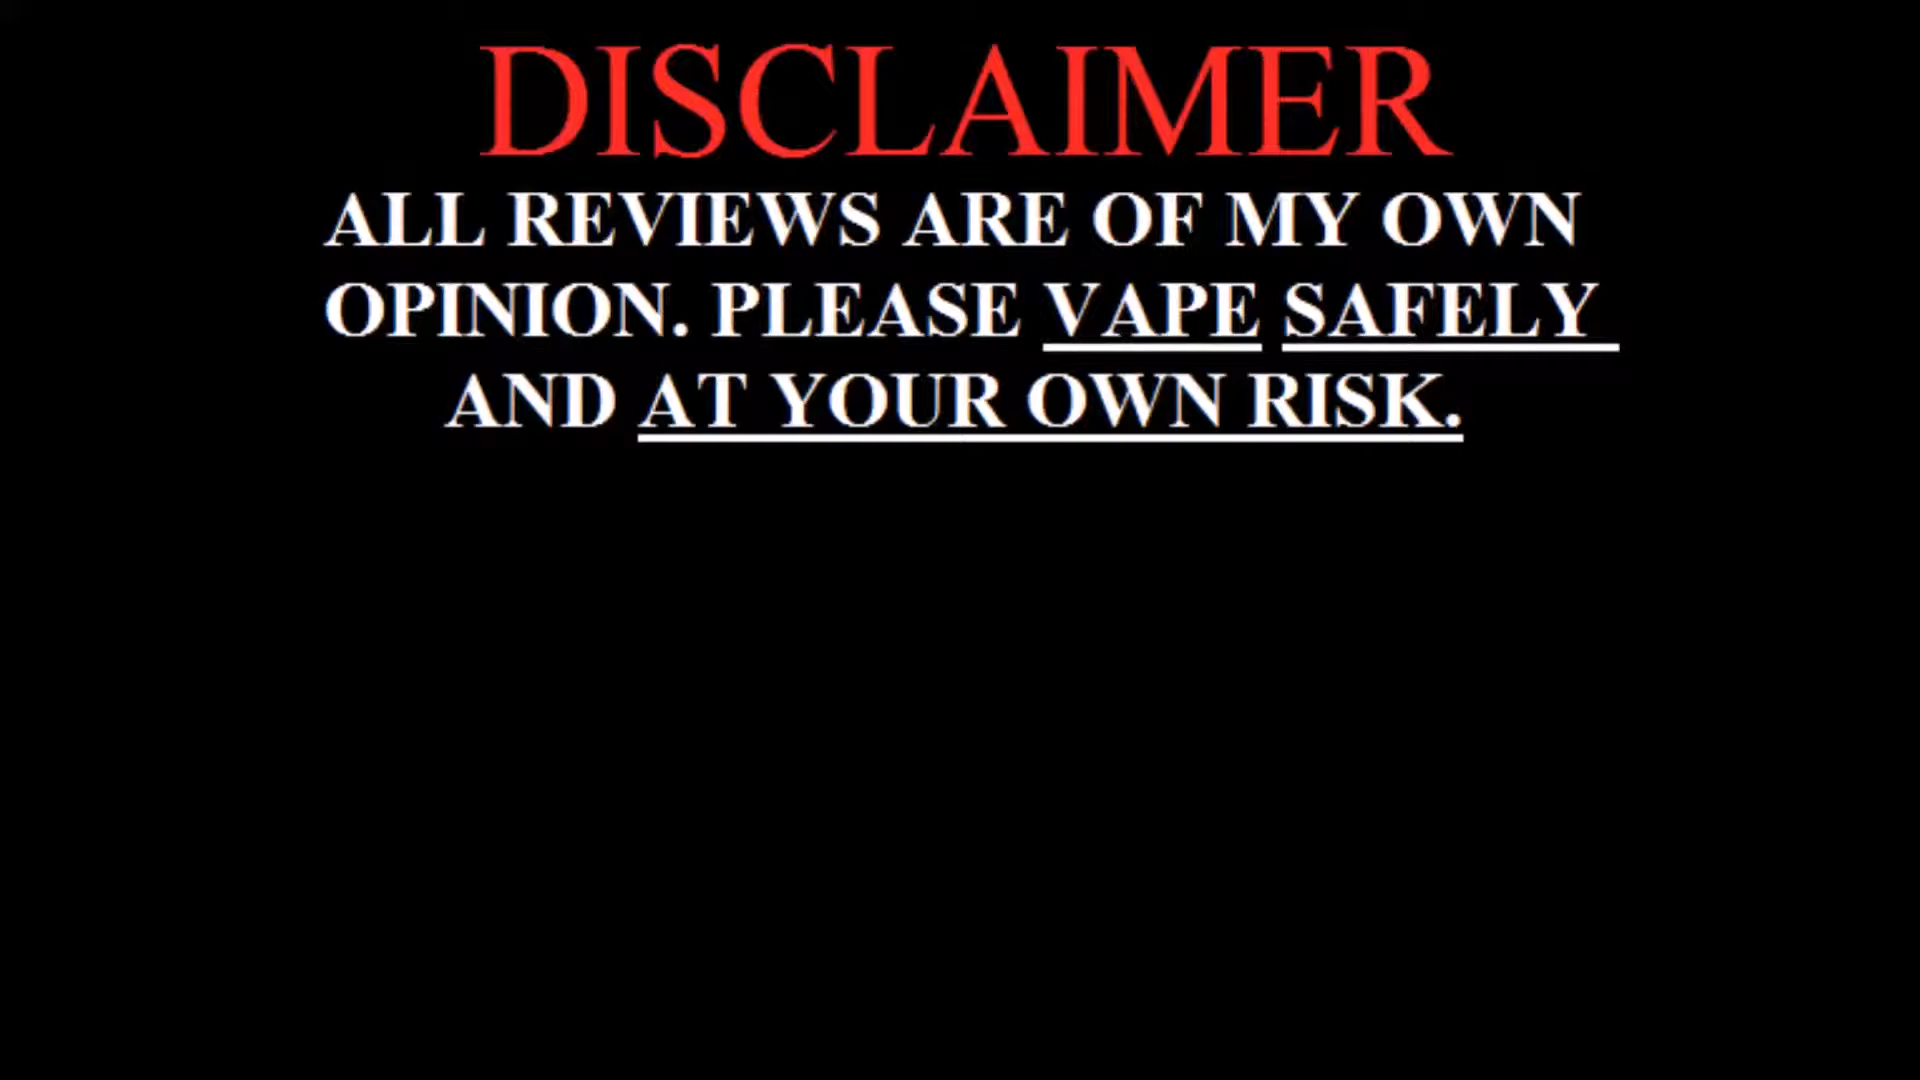 DISCLAIMER
ALL REVIEWS ARE OF MY OWN
OPINION. PLEASE VAPE SAFELY
AND AT YOUR OWN RISK.